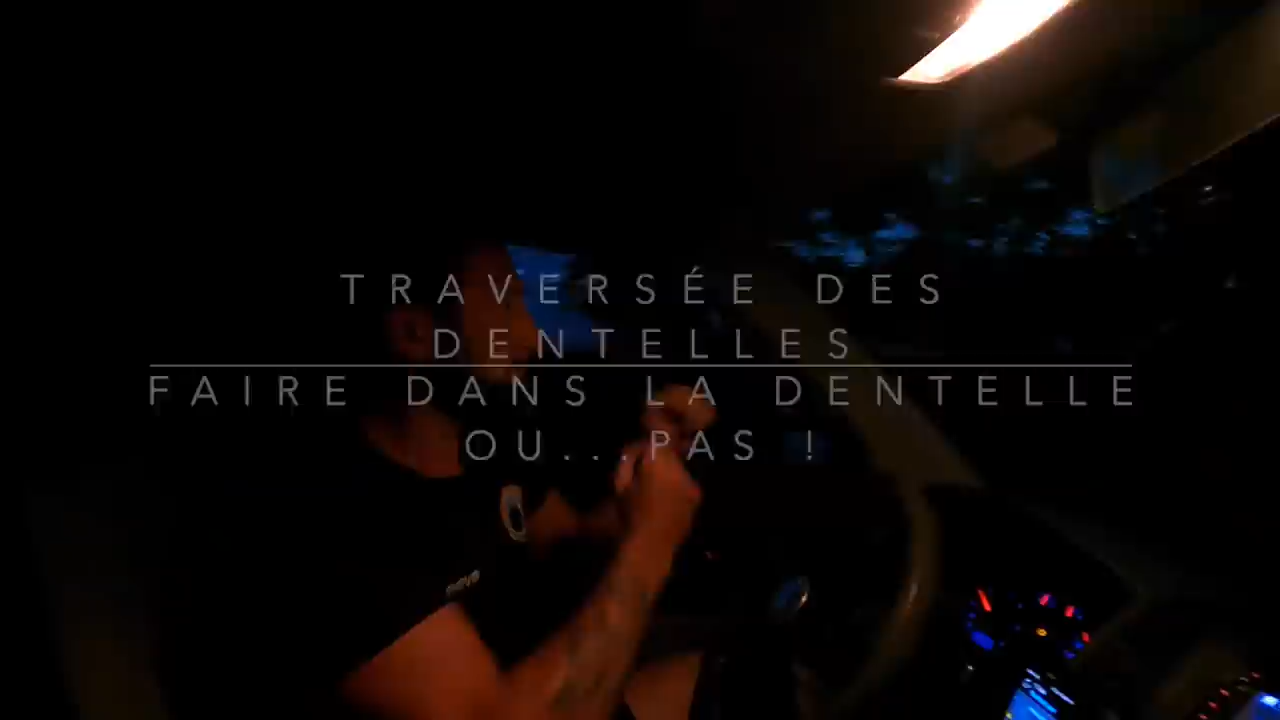 TRAVERSÉE DES
DENTELLES
FAIRE DANS LA DENTELLE
OU...PAS !